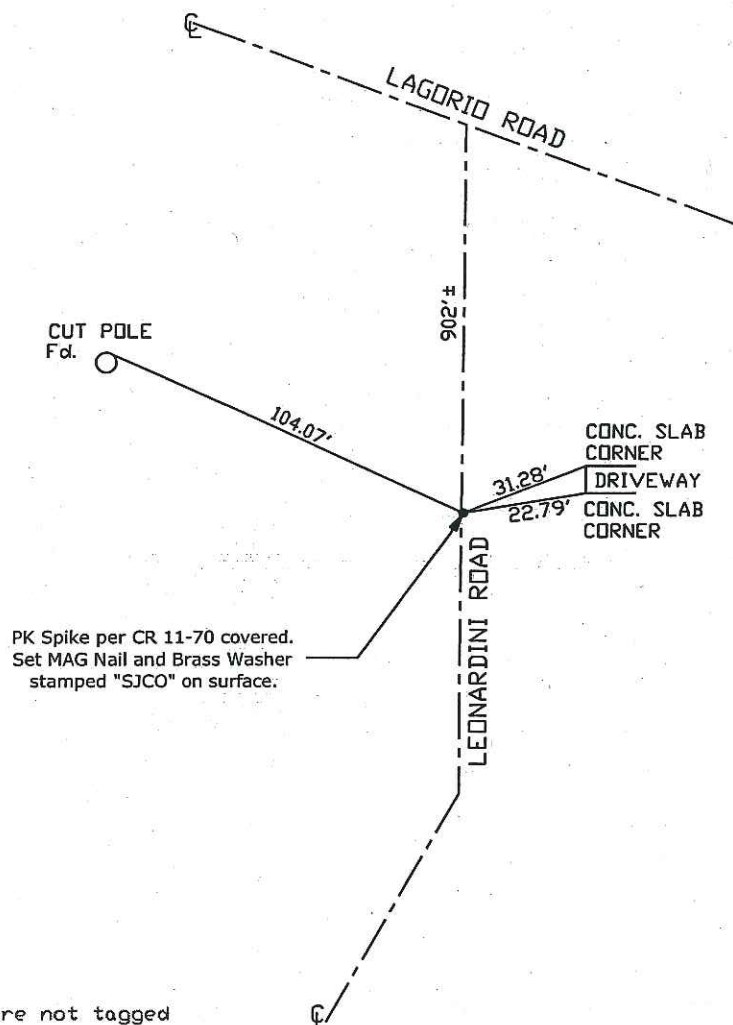 ℄
LAGORIO ROAD
902'±
CUT POLE
Fd.
104.07'
CONC. SLAB
CORNER
31.28'
DRIVEWAY
22.79'
CONC. SLAB
CORNER
LEONARDINI ROAD
PK Spike per CR 11-70 covered.
Set MAG Nail and Brass Washer
stamped "SJCO" on surface.
re not tagged
℄